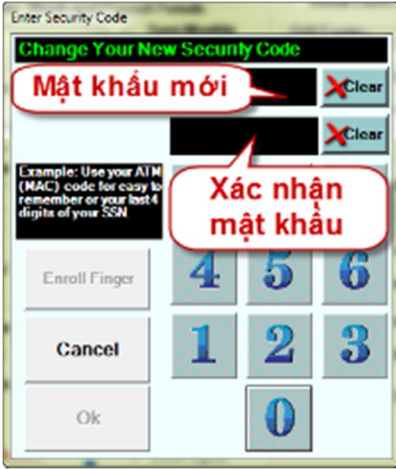 Enter Security Code
Change Your New Security Code
Mật khẩu mới
Clear
Clear
Example: Use your ATM
(MAC) code for easy to
remember or your last 4
digits of your SSN.
Xác nhận
mật khẩu
Enroll Finger
4 5 6
Cancel
1 2 3
Ok
0